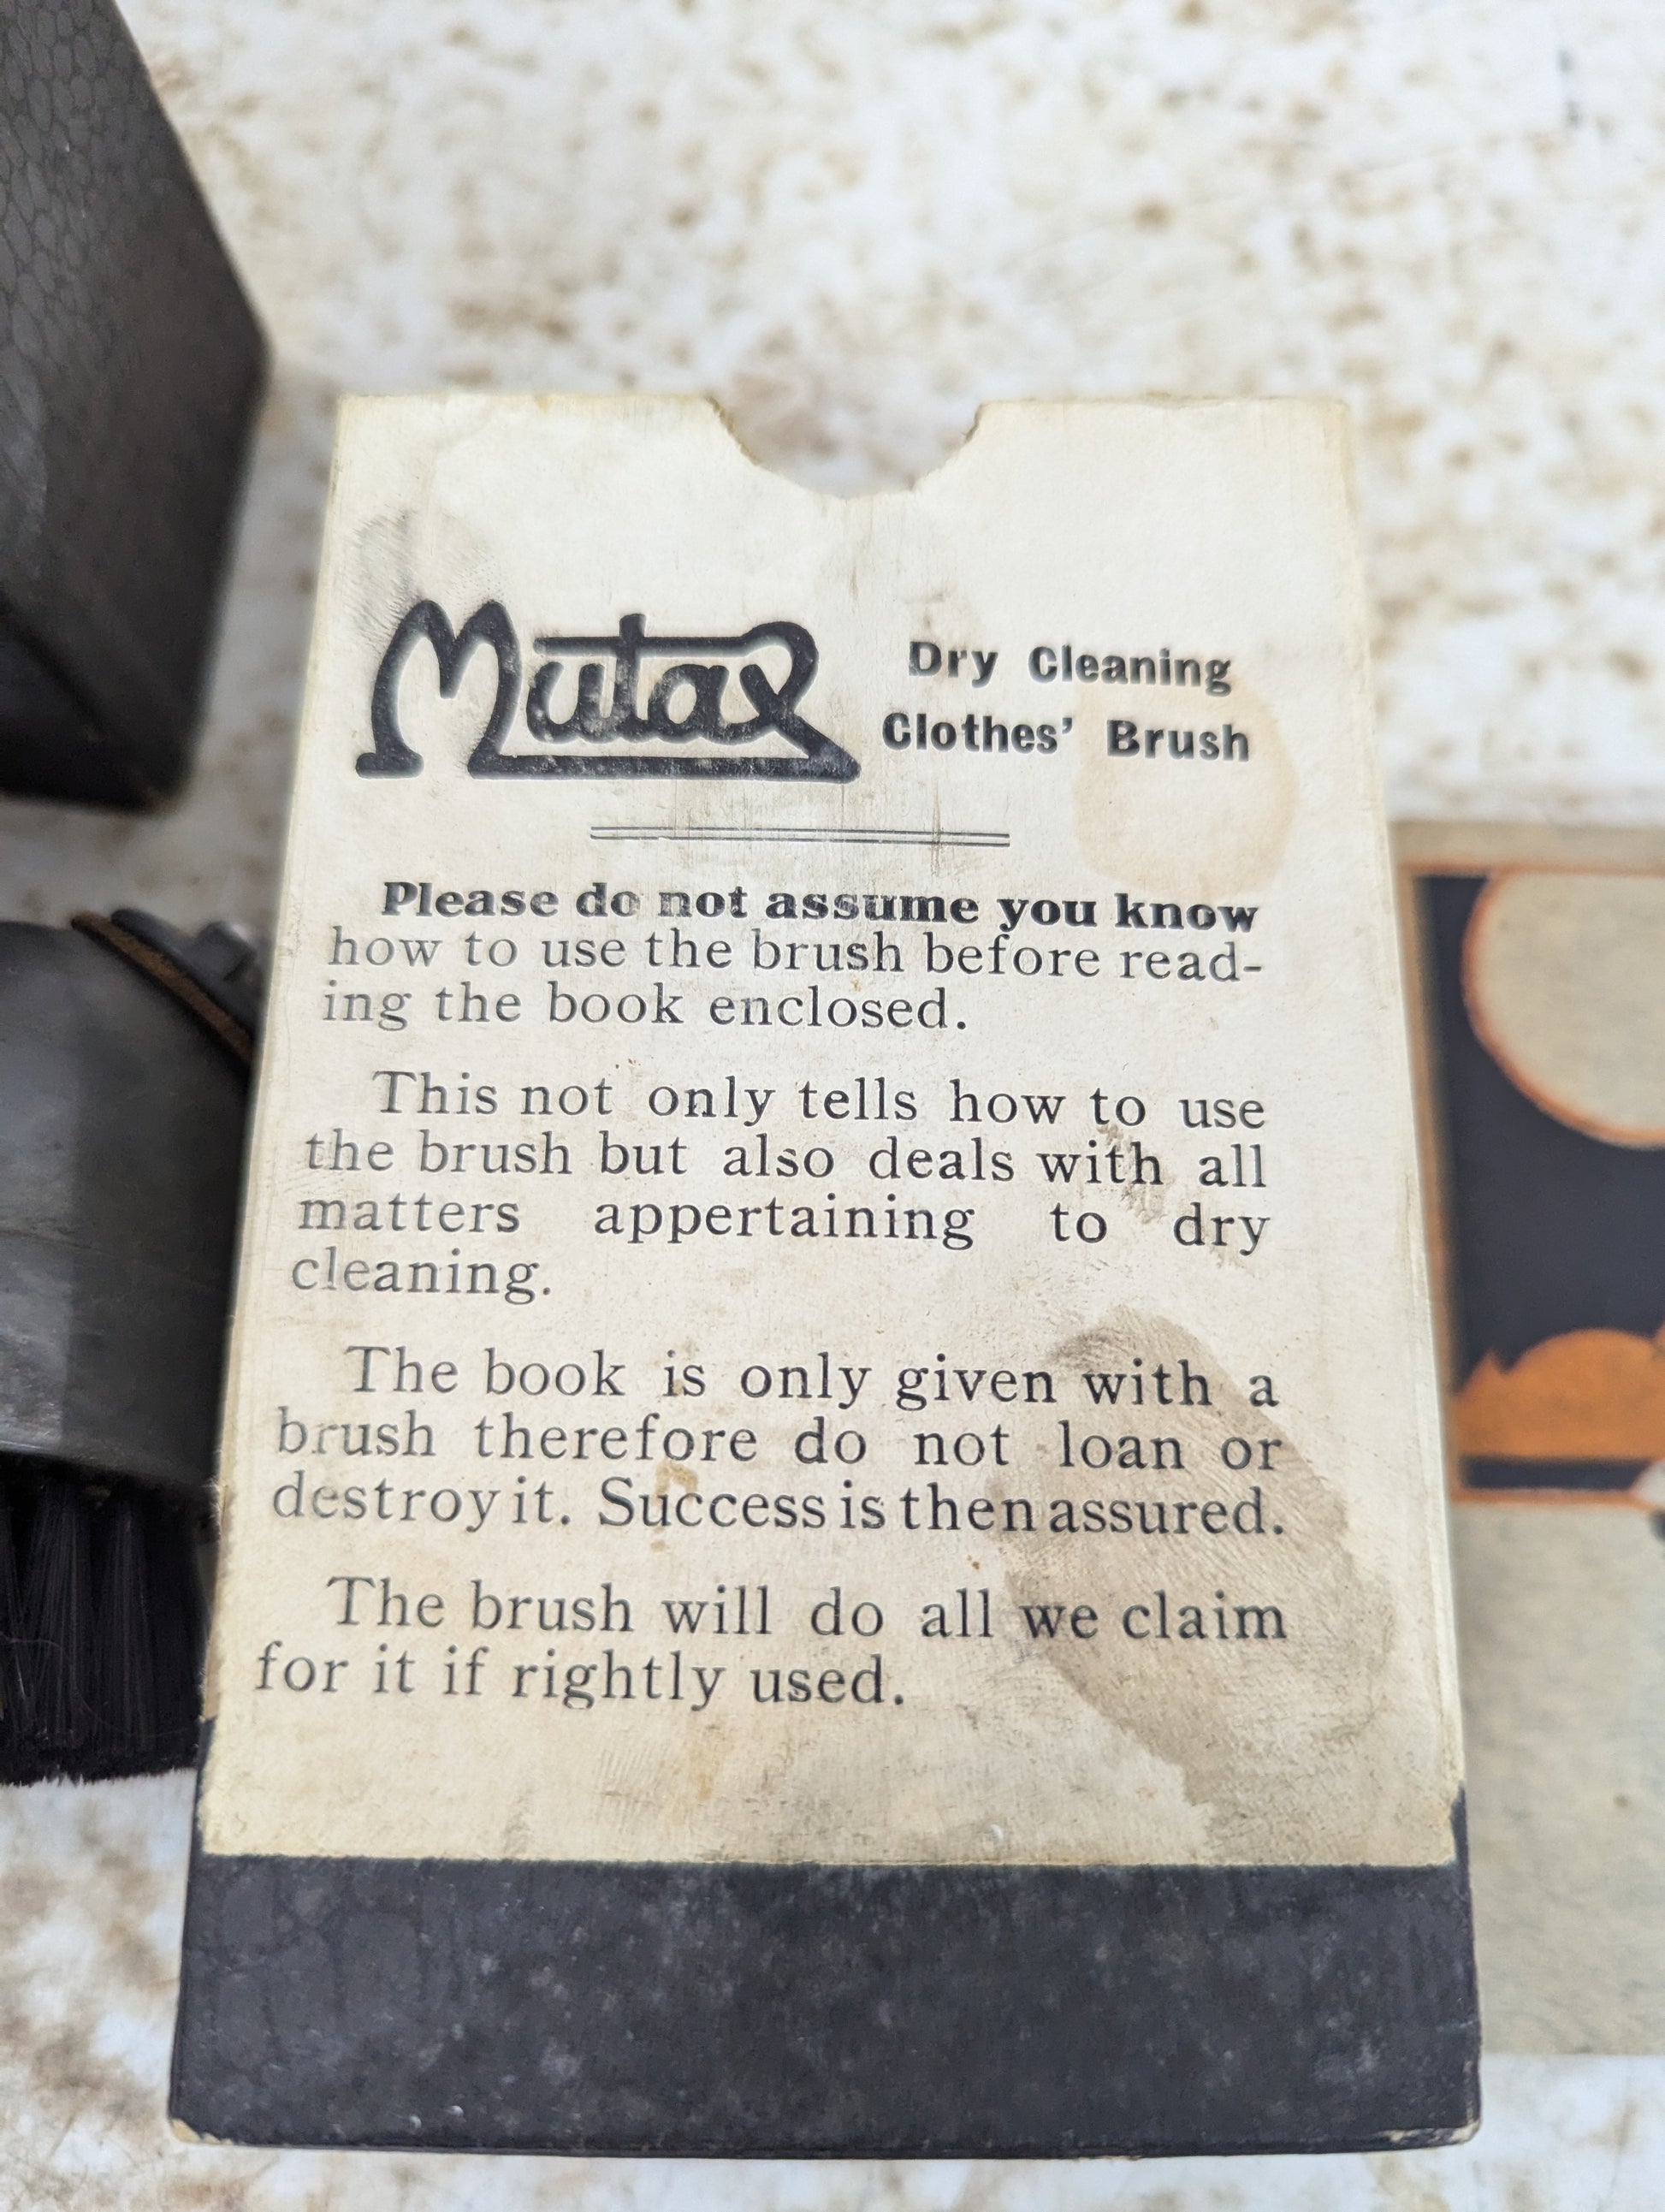 Mutax
Dry Cleaning
Clothes' Brush
Please do not assume you know
how to use the brush before read-
ing the book enclosed.
This not only tells how to use
the brush but also deals with all
matters appertaining to dry
cleaning.
The book is only given with a
brush therefore do not loan or
destroy it. Success is then assured.
The brush will do all we claim
for it if rightly used.